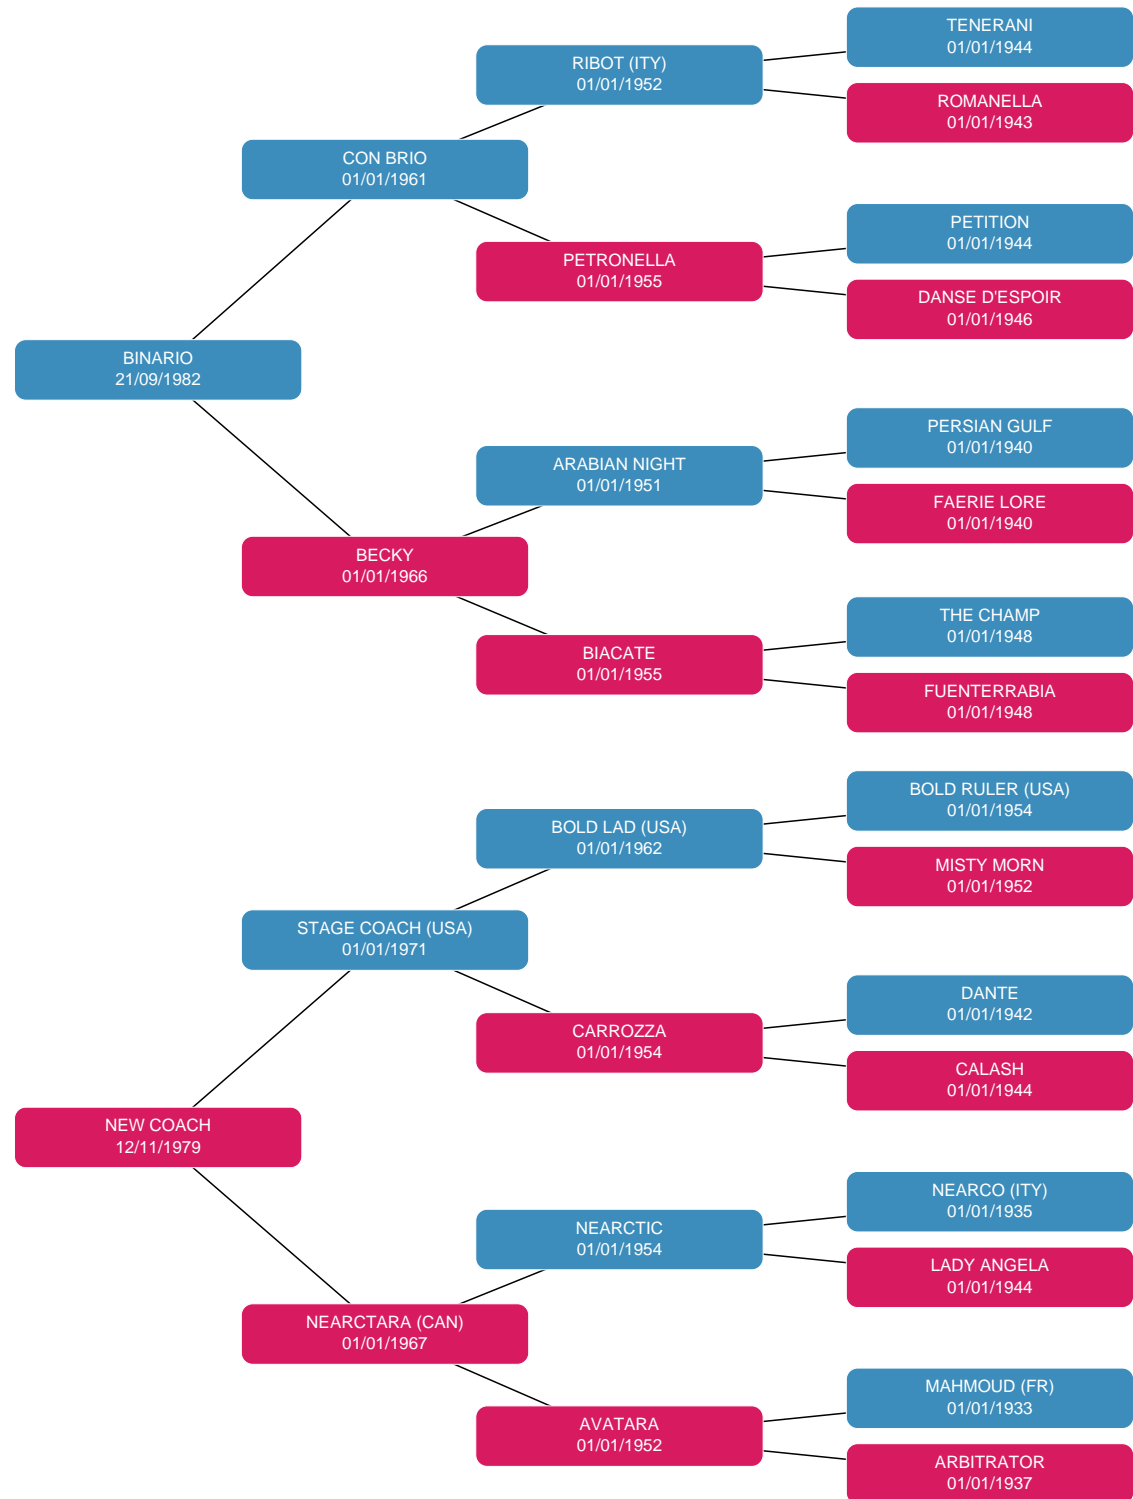 TENERANI
01/01/1944
RIBOT (ITY)
01/01/1952
ROMANELLA
01/01/1943
CON BRIO
01/01/1961
PETITION
01/01/1944
PETRONELLA
01/01/1955
DANSE D'ESPOIR
01/01/1946
BINARIO
21/09/1982
PERSIAN GULF
01/01/1940
ARABIAN NIGHT
01/01/1951
FAERIE LORE
01/01/1940
BECKY
01/01/1966
THE CHAMP
01/01/1948
BIACATE
01/01/1955
FUENTERRABIA
01/01/1948
BOLD RULER (USA)
01/01/1954
BOLD LAD (USA)
01/01/1962
MISTY MORN
01/01/1952
STAGE COACH (USA)
01/01/1971
DANTE
01/01/1942
CARROZZA
01/01/1954
CALASH
01/01/1944
NEW COACH
12/11/1979
NEARCO (ITY)
01/01/1935
NEARCTIC
01/01/1954
LADY ANGELA
01/01/1944
NEARCTARA (CAN)
01/01/1967
MAHMOUD (FR)
01/01/1933
AVATARA
01/01/1952
ARBITRATOR
01/01/1937